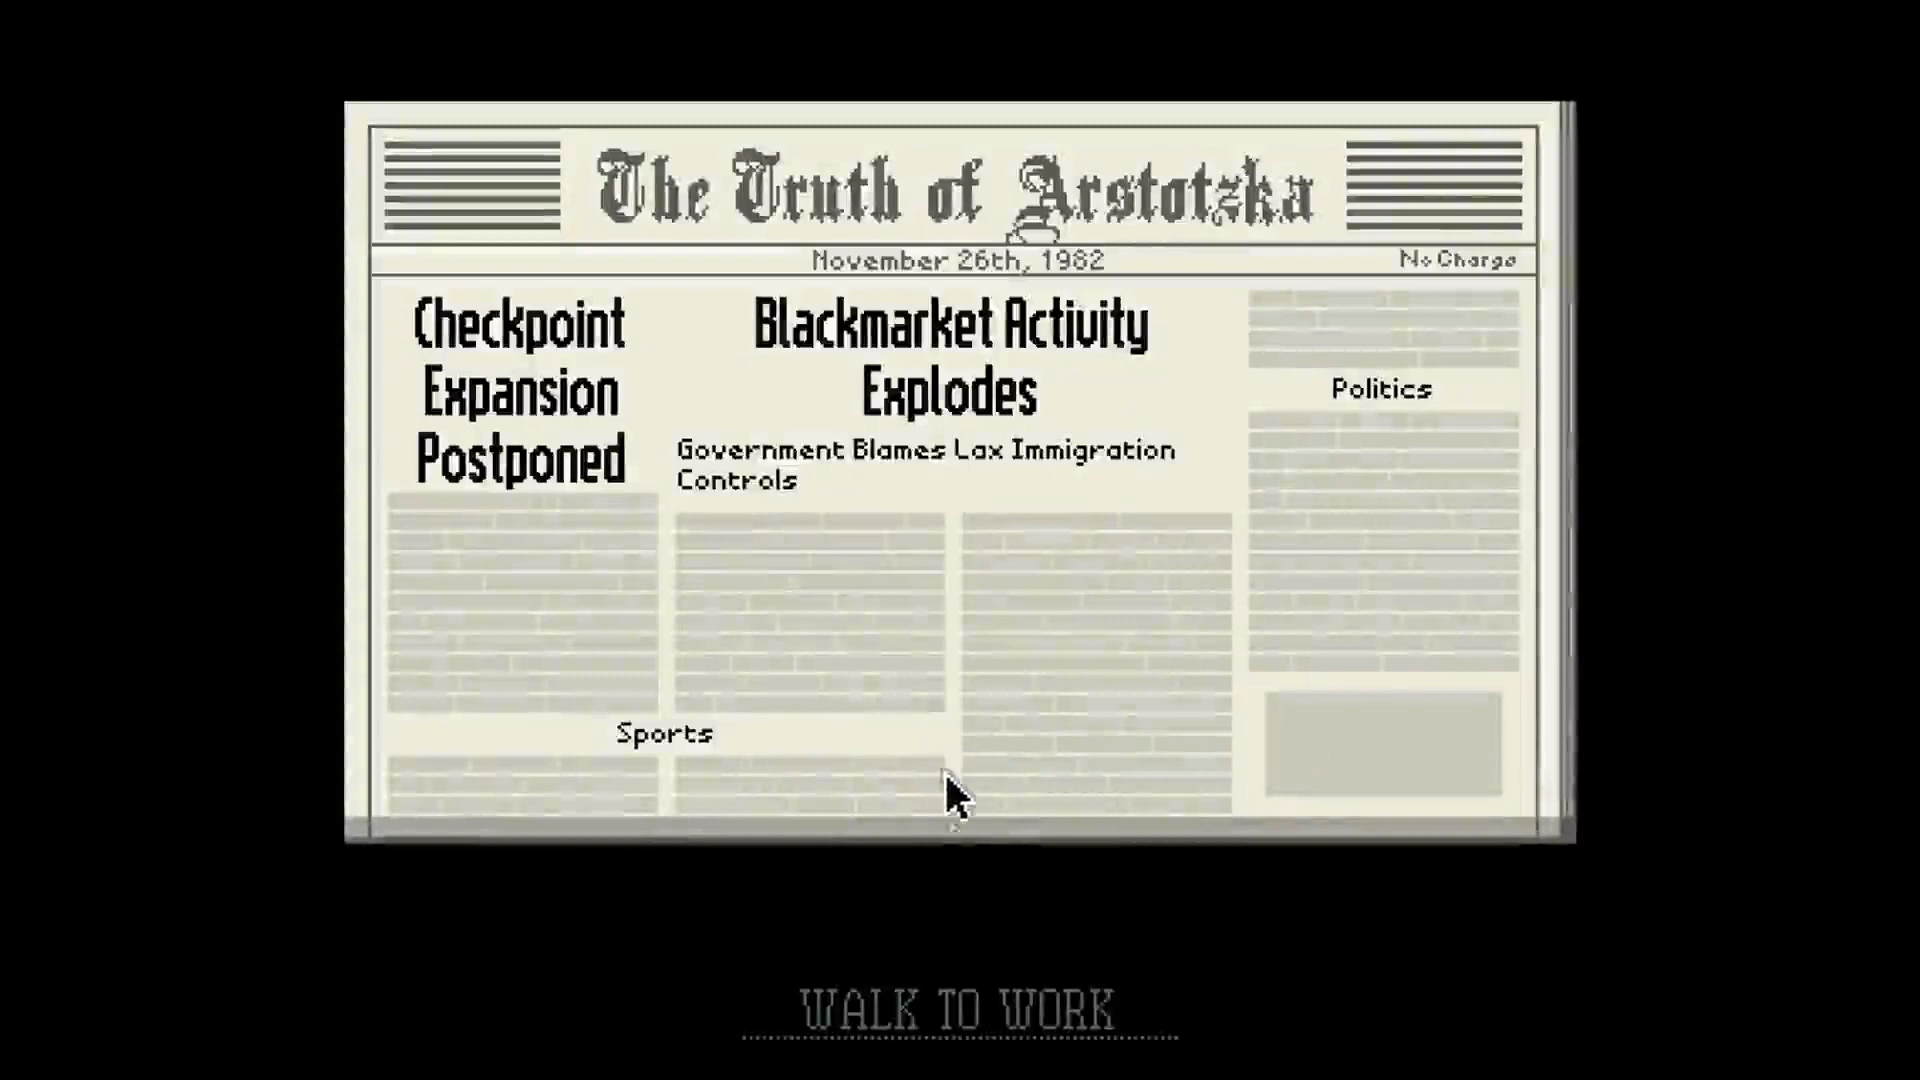 The Truth of Arstotzka
November 26th, 1982
No Charge
Checkpoint
Expansion
Postponed
Blackmarket Activity
Explodes
Government Blames Lax Immigration
Controls
Politics
Sports
WALK TO WORK